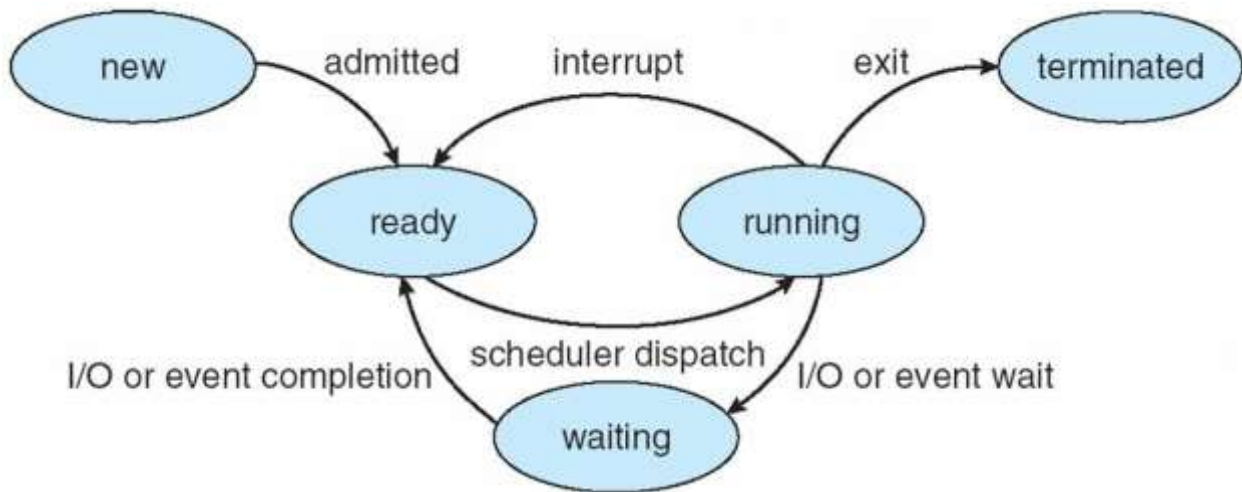 new
admitted
interrupt
exit
terminated
ready
running
I/O or event completion
scheduler dispatch
I/O or event wait
waiting